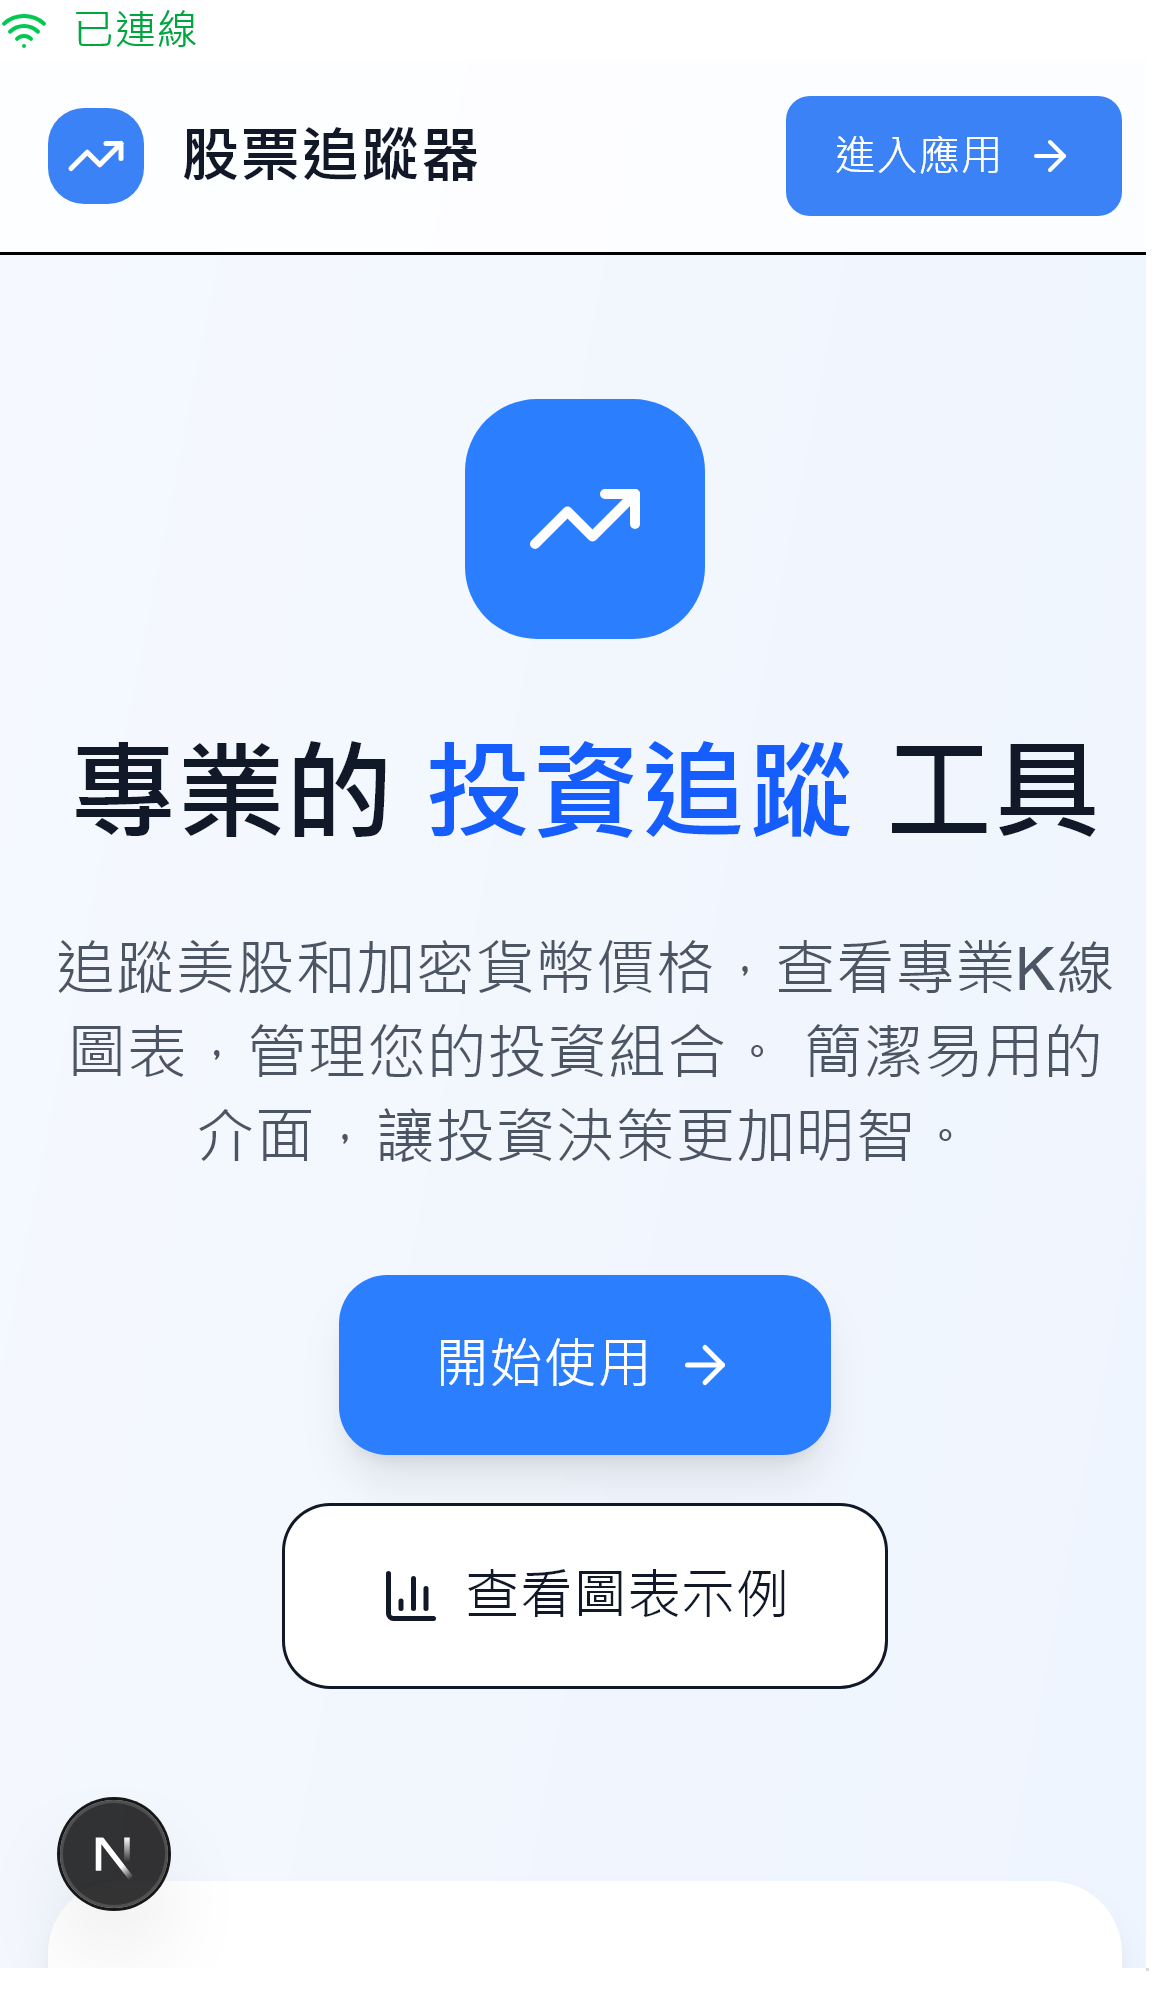 已連線
股票追蹤器
進入應用
專業的 投資追蹤 工具
追蹤美股和加密貨幣價格，查看專業K線
圖表，管理您的投資組合。 簡潔易用的
介面，讓投資決策更加明智。
開始使用
查看圖表示例
N